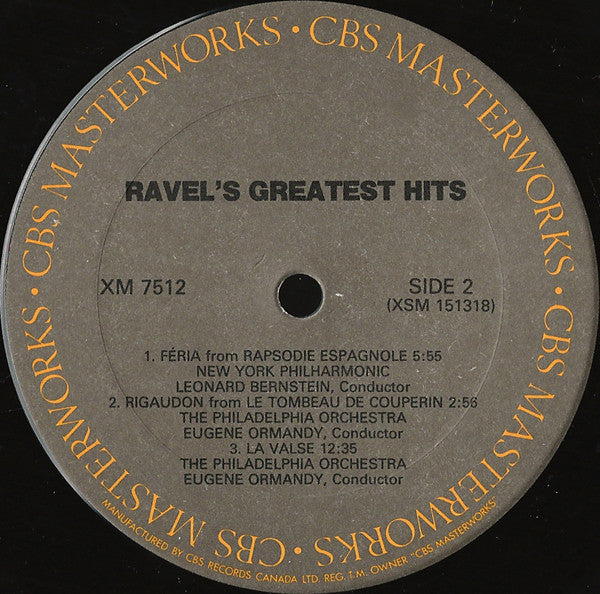 CBS MASTERWORKS • CBS MASTERWORKS • CBS MASTERWORKS • CBS MASTERWORKS •
RAVEL'S GREATEST HITS
XM 7512
SIDE 2
(XSM 151318)
1. FÉRIA from RAPSODIE ESPAGNOLE 5:55
NEW YORK PHILHARMONIC
LEONARD BERNSTEIN, Conductor
2. RIGAUDON from LE TOMBEAU DE COUPERIN 2:56
THE PHILADELPHIA ORCHESTRA
EUGENE ORMANDY, Conductor
3. LA VALSE 12:35
THE PHILADELPHIA ORCHESTRA
EUGENE ORMANDY, Conductor
MANUFACTURED BY CBS RECORDS CANADA LTD. REG. T.M. OWNER "CBS MASTERWORKS"